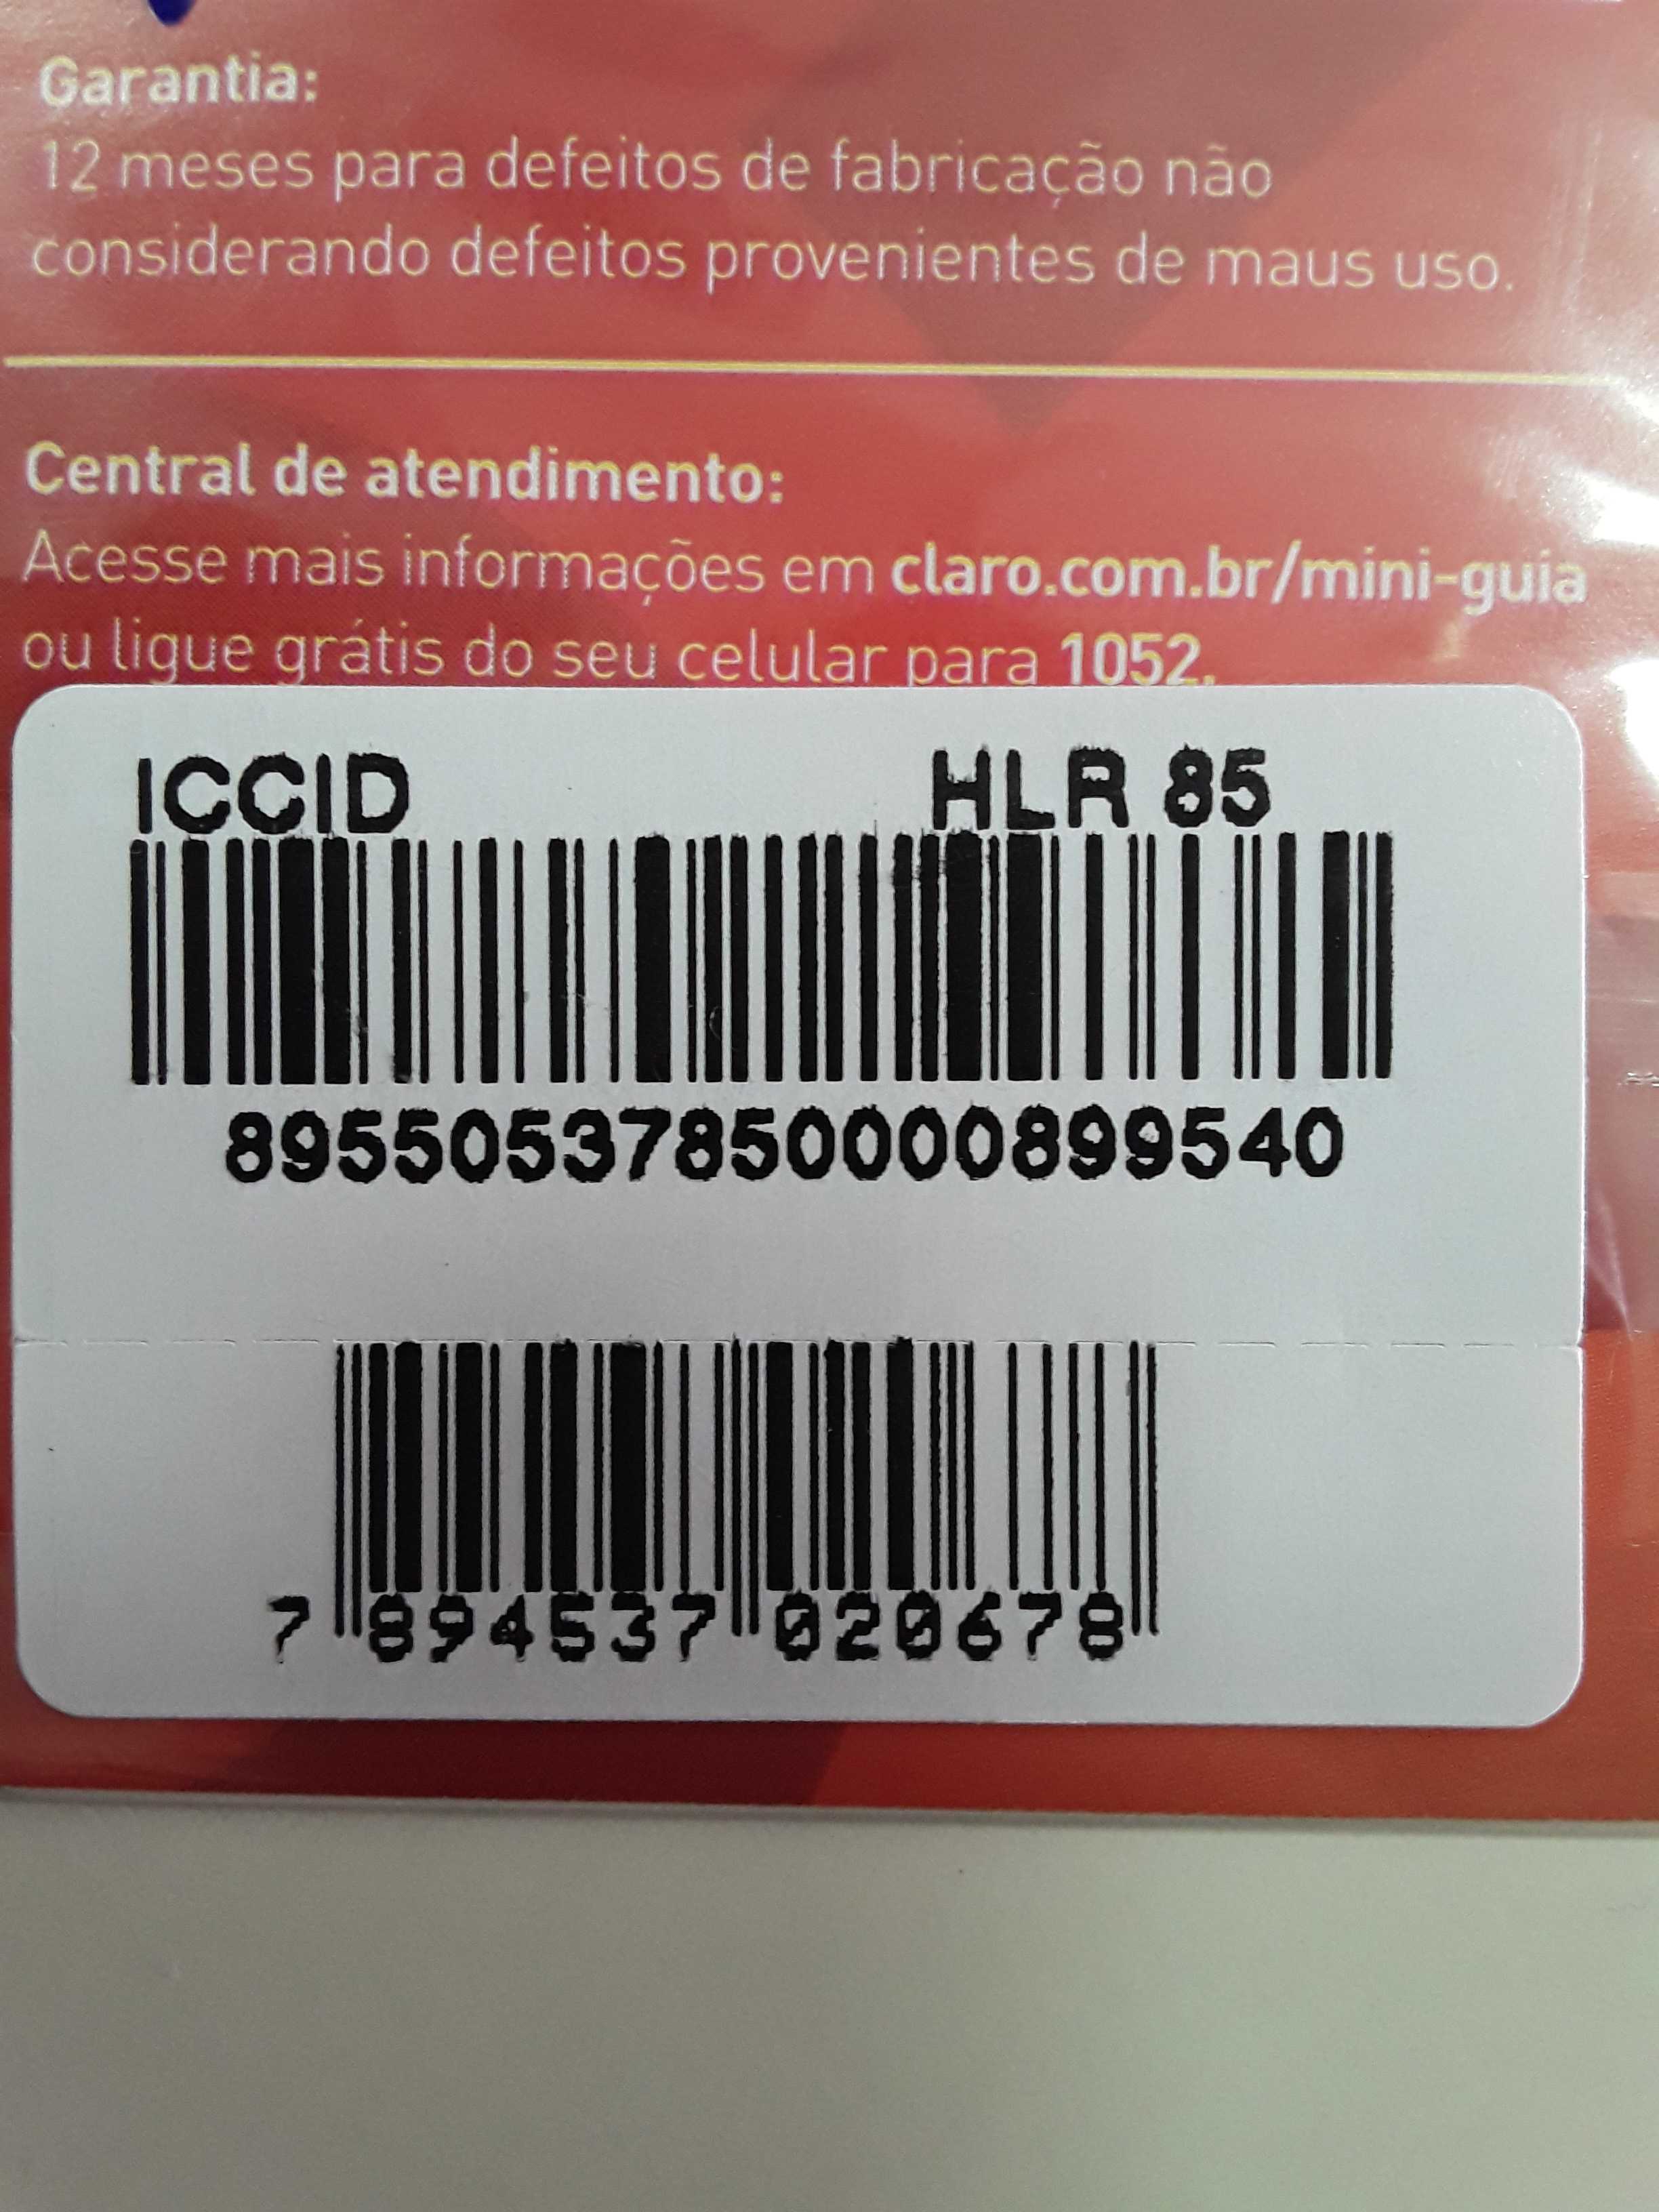 Garantia:
12 meses para defeitos de fabricação não
considerando defeitos provenientes de maus uso.
Central de atendimento:
Acesse mais informações em claro.com.br/mini-guia
ou ligue grátis do seu celular para 1052.
ICCID HLR 85
89550537850000899540
7 894537 020678